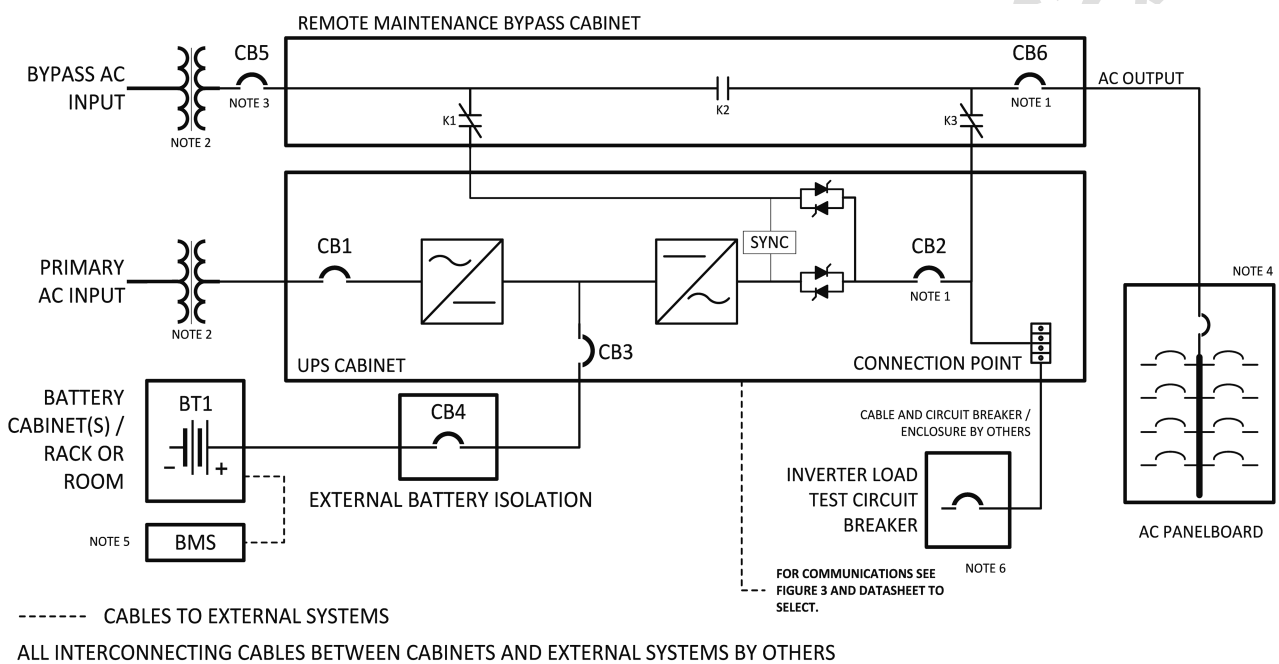 REMOTE MAINTENANCE BYPASS CABINET
BYPASS AC
INPUT
NOTE 2
CB5
NOTE 3
K1
K2
K3
CB6
NOTE 1
AC OUTPUT
PRIMARY
AC INPUT
NOTE 2
CB1
SYNC
CB2
NOTE 1
CB3
UPS CABINET
CONNECTION POINT
NOTE 4
AC PANELBOARD
BATTERY
CABINET(S) /
RACK OR
ROOM
BT1
- +
CB4
EXTERNAL BATTERY ISOLATION
NOTE 5
BMS
CABLE AND CIRCUIT BREAKER /
ENCLOSURE BY OTHERS
INVERTER LOAD
TEST CIRCUIT
BREAKER
NOTE 6
FOR COMMUNICATIONS SEE
FIGURE 3 AND DATASHEET TO
SELECT.
CABLES TO EXTERNAL SYSTEMS
ALL INTERCONNECTING CABLES BETWEEN CABINETS AND EXTERNAL SYSTEMS BY OTHERS